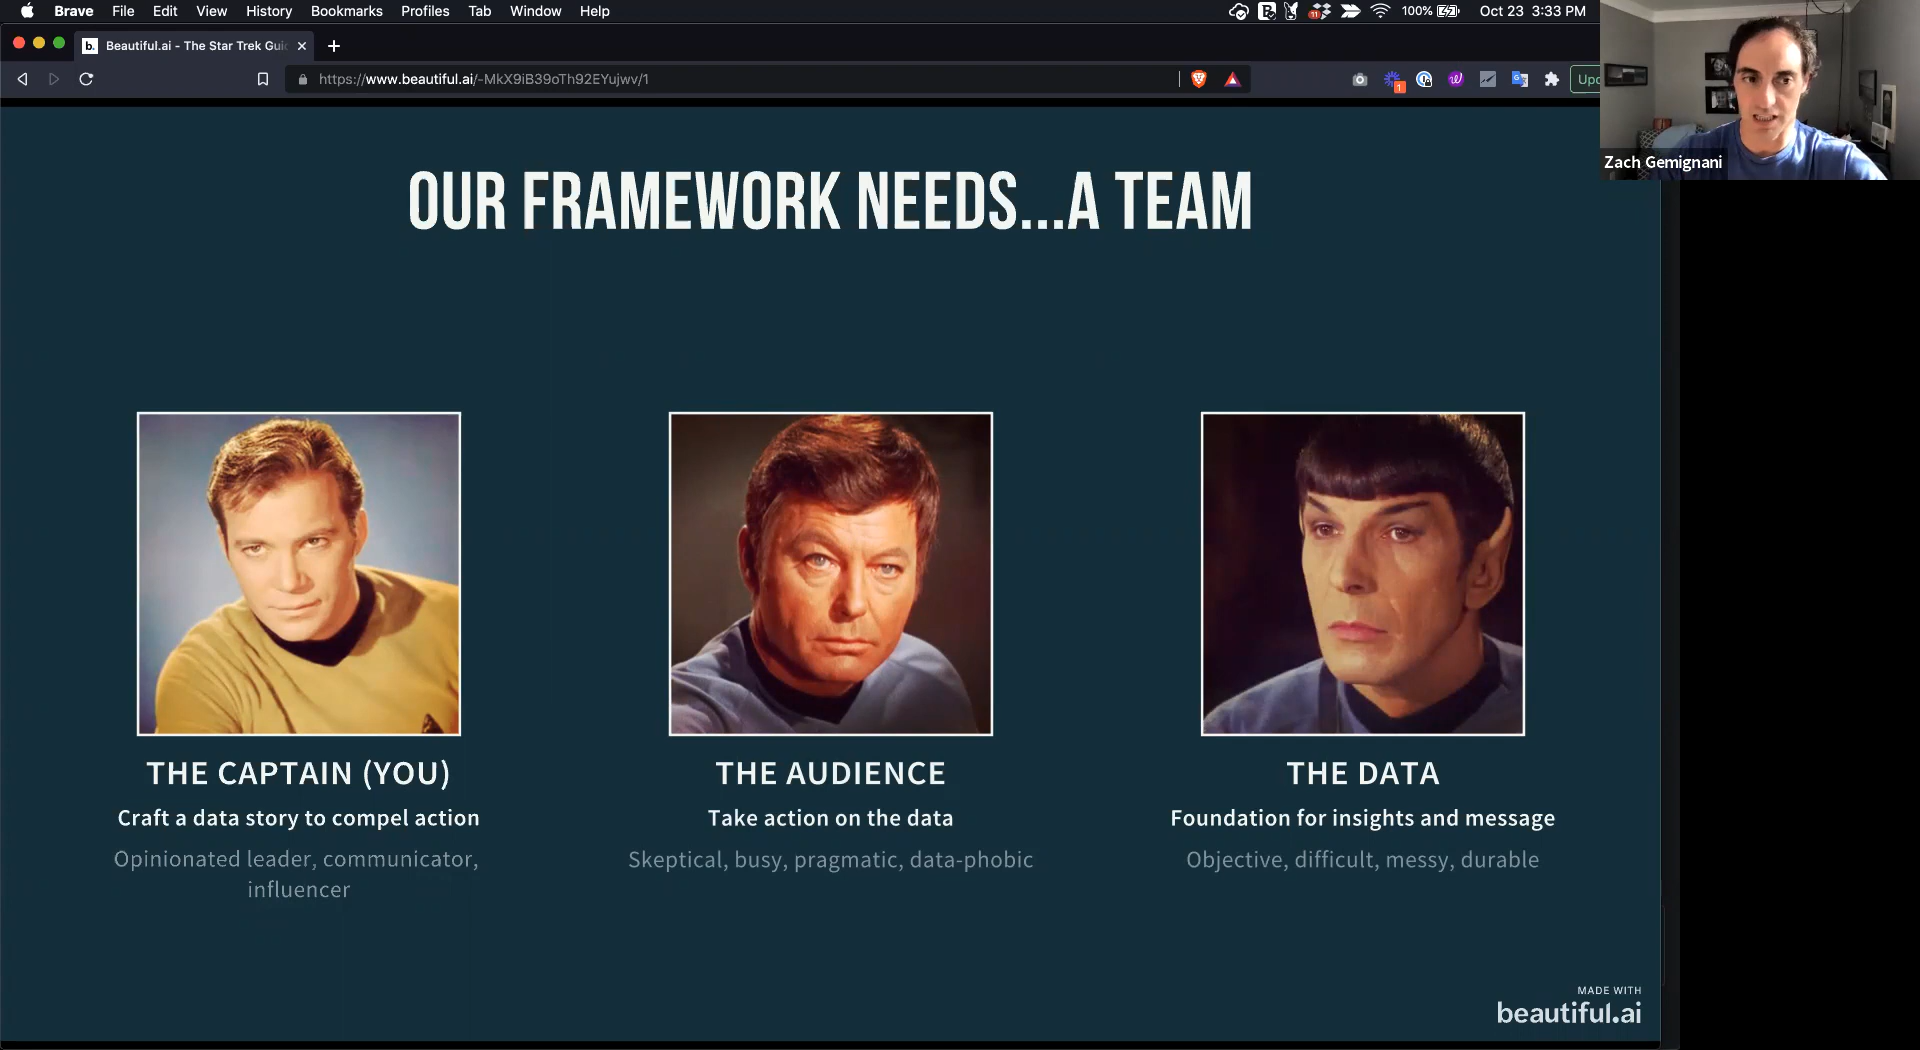 Brave File Edit View History Bookmarks Profiles Tab Window Help
11
100%
Oct 23 3:33 PM
b. Beautiful.ai - The Star Trek Gui
https://www.beautiful.ai/-MkX9iB39oTh92EYujwv/1
1
Upd
Zach Gemignani
OUR FRAMEWORK NEEDS...A TEAM
THE CAPTAIN (YOU)
Craft a data story to compel action
Opinionated leader, communicator,
influencer
THE AUDIENCE
Take action on the data
Skeptical, busy, pragmatic, data-phobic
THE DATA
Foundation for insights and message
Objective, difficult, messy, durable
MADE WITH
beautiful.ai